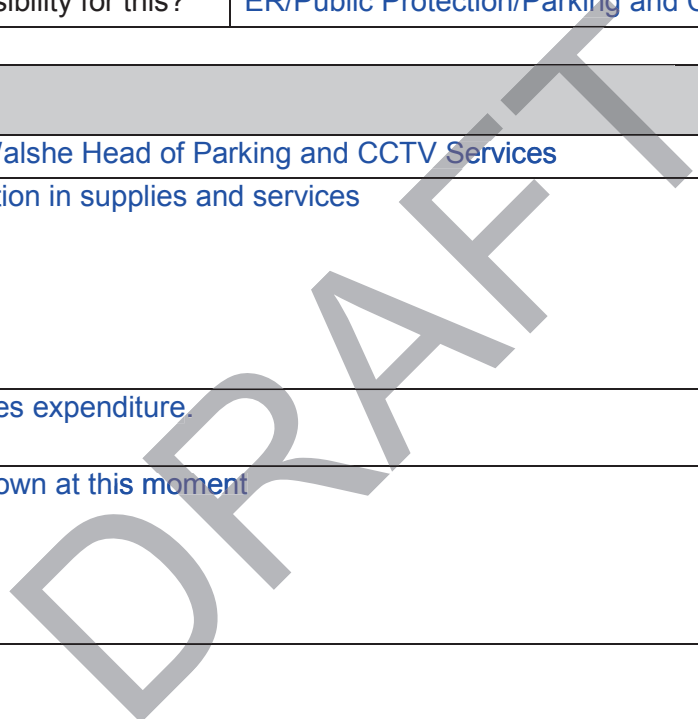 sibility for this? ER/Public Protection/Parking and C
alshe Head of Parking and CCTV Services
tion in supplies and services
es expenditure.
own at this moment
DRAFT